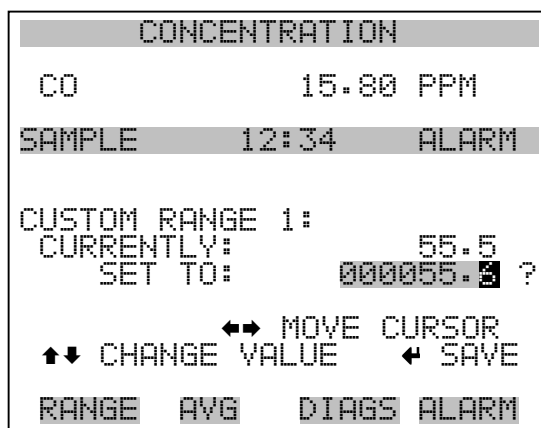 CONCENTRATION
CO 15.80 PPM
SAMPLE 12:34 ALARM
CUSTOM RANGE 1:
CURRENTLY: 55.5
SET TO: 000055.6 ?
⬅➡ MOVE CURSOR
⬆⬇ CHANGE VALUE ↵ SAVE
RANGE AVG DIAGS ALARM